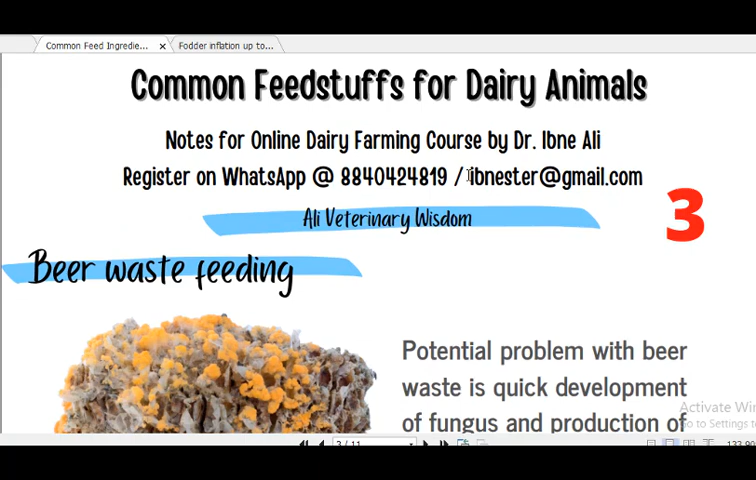 Common Feed Ingredie...
Fodder inflation up to...
Common Feedstuffs for Dairy Animals
Notes for Online Dairy Farming Course by Dr. Ibne Ali
Register on WhatsApp @ 8840424819 / ibnester@gmail.com
Ali Veterinary Wisdom
3
Beer waste feeding
Potential problem with beer
waste is quick development
of fungus and production of
Activate Win
Go to Settings t
3 / 11
133.90